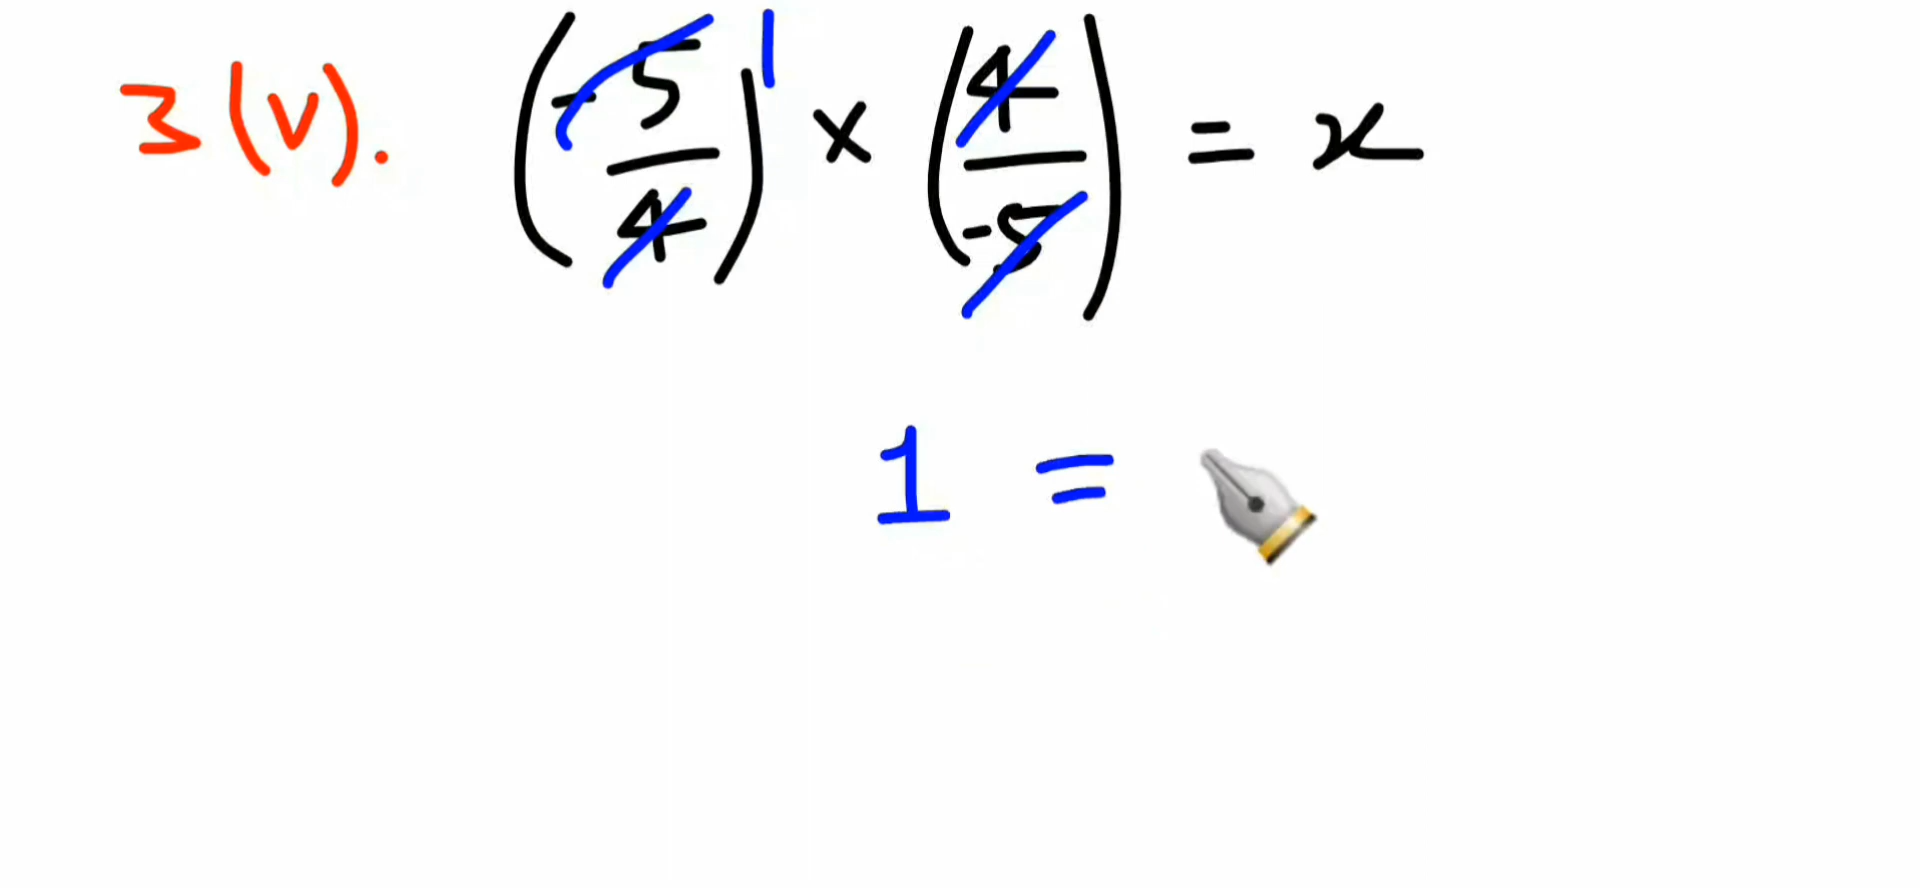 3 (v). (-5/4)^1 × (4/-5) = x
1 =